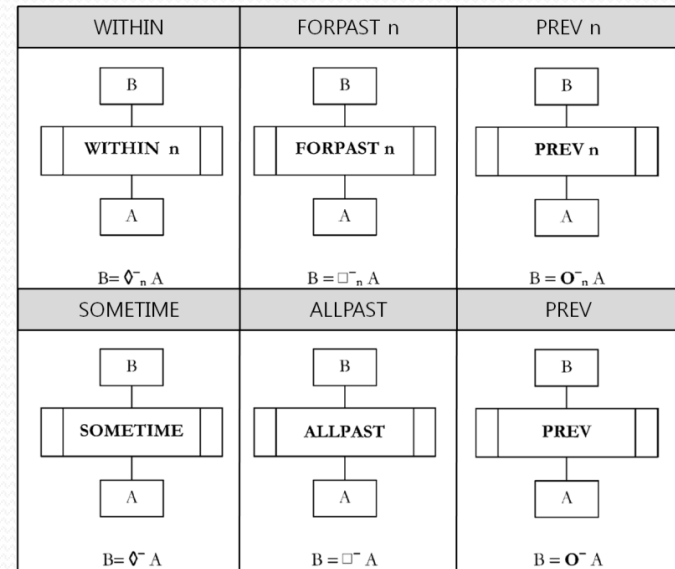 WITHIN FORPAST n PREV n
B B B
WITHIN n FORPAST n PREV n
A A A
B= ◊⁻ₙ A B = □⁻ₙ A B = O⁻ₙ A
SOMETIME ALLPAST PREV
B B B
SOMETIME ALLPAST PREV
A A A
B= ◊⁻ A B = □⁻ A B = O⁻ A